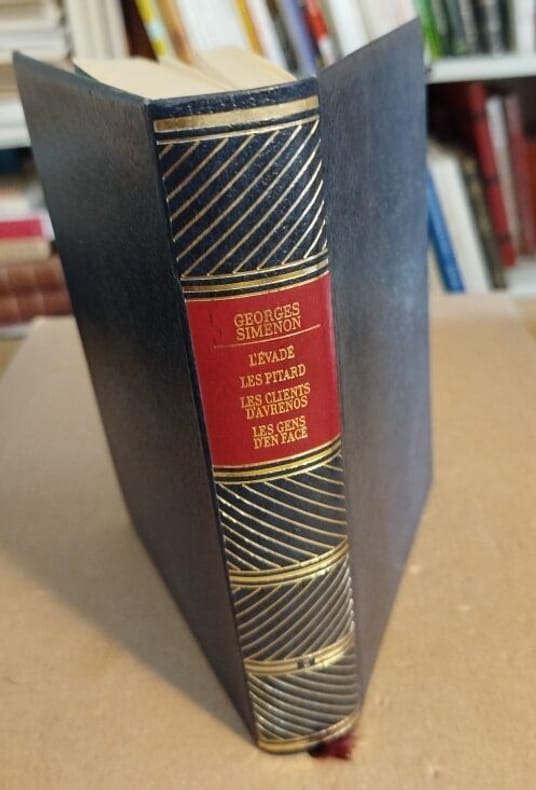 GEORGES
SIMENON
L'ÉVADÉ
LES PITARD
LES CLIENTS
D'AVRENOS
LES GENS
D'EN FACE